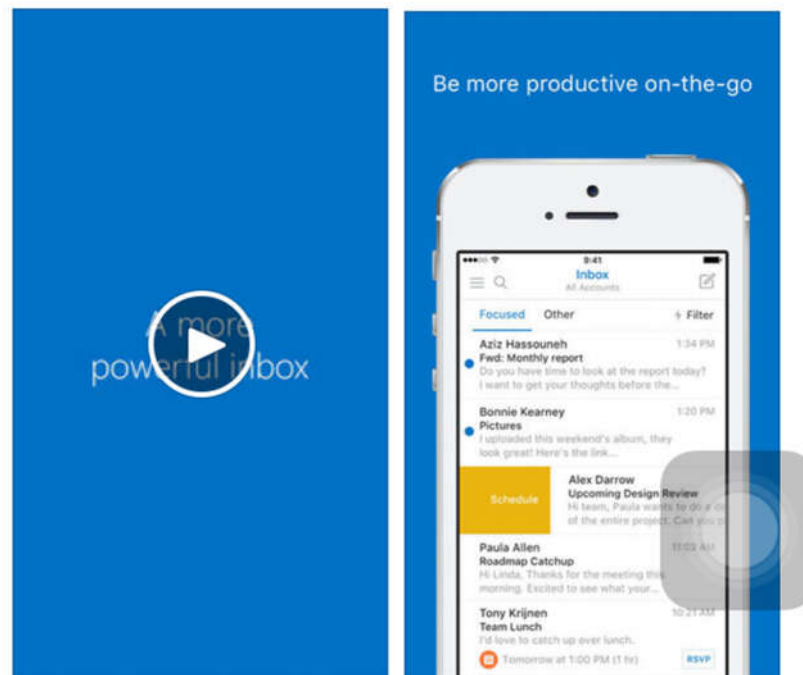 A more
powerful inbox
Be more productive on-the-go
9:41
Inbox
All Accounts
Focused Other Filter
Aziz Hassouneh 1:34 PM
Fwd: Monthly report
Do you have time to look at the report today?
I want to get your thoughts before the...
Bonnie Kearney 1:20 PM
Pictures
I uploaded this weekend's album, they
look great! Here's the link...
Schedule
Alex Darrow
Upcoming Design Review
Hi team, Paula wants to do a
of the entire project. Can you
Paula Allen 11:03 AM
Roadmap Catchup
Hi Linda, Thanks for the meeting this
morning. Excited to see what your...
Tony Krijnen 10:21 AM
Team Lunch
I'd love to catch up over lunch.
Tomorrow at 1:00 PM (1 hr) RSVP